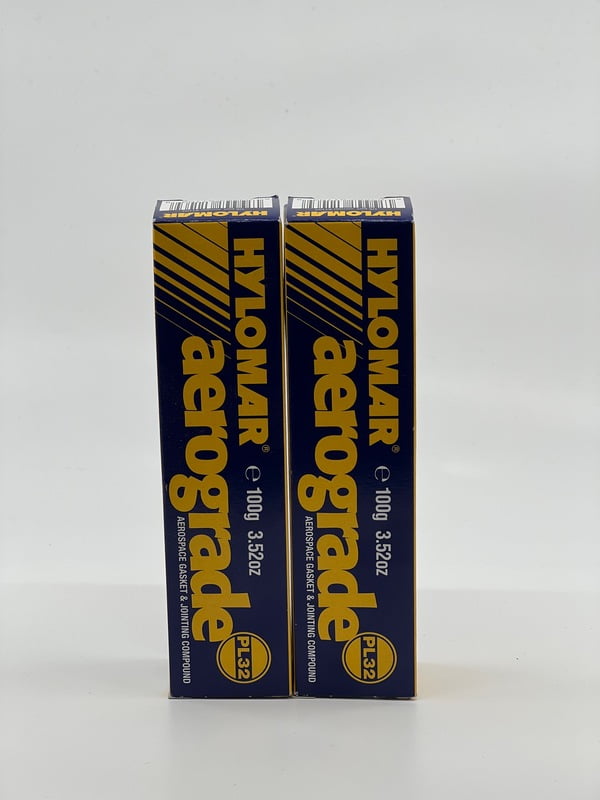 HYLOMAR
HYLOMAR®
aerograde
℮ 100g 3.52oz
AEROSPACE GASKET & JOINTING COMPOUND
PL32
HYLOMAR
HYLOMAR®
aerograde
℮ 100g 3.52oz
AEROSPACE GASKET & JOINTING COMPOUND
PL32